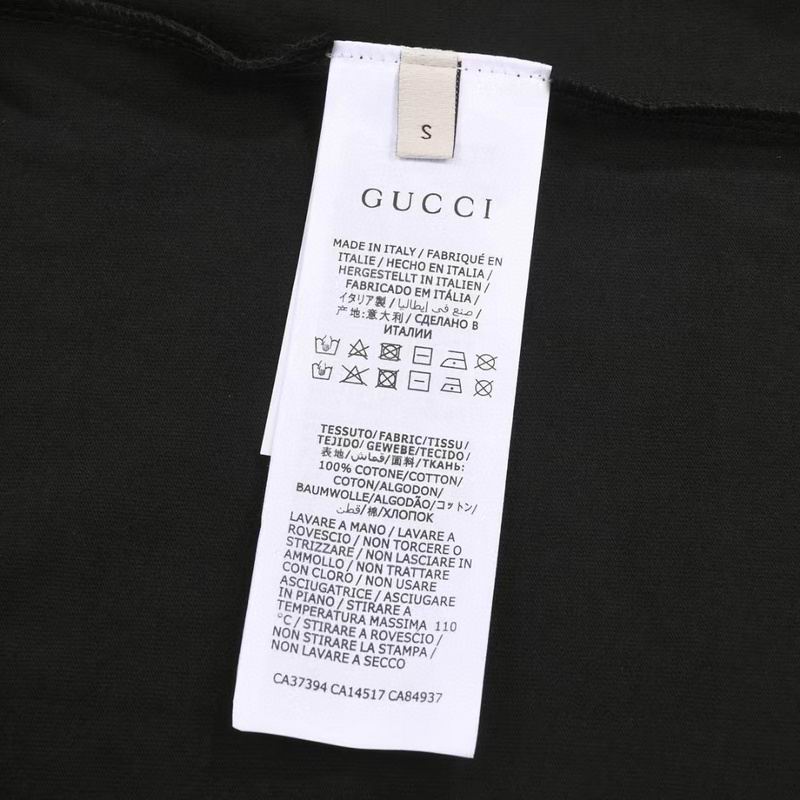 S
GUCCI
MADE IN ITALY / FABRIQUÉ EN
ITALIE / HECHO EN ITALIA /
HERGESTELLT IN ITALIEN /
FABRICADO EM ITÁLIA /
イタリア製 / صنع في إيطاليا /
产地:意大利 / СДЕЛАНО В
ИТАЛИИ
TESSUTO/ FABRIC/TISSU/
TEJIDO/ GEWEBE/TECIDO/
表地/قماش/面料/ТКАНЬ:
100% COTONE/COTTON/
COTON/ALGODON/
BAUMWOLLE/ALGODÃO/コットン/
قطن/棉/ХЛОПОК
LAVARE A MANO / LAVARE A
ROVESCIO / NON TORCERE O
STRIZZARE / NON LASCIARE IN
AMMOLLO / NON TRATTARE
CON CLORO / NON USARE
ASCIUGATRICE / ASCIUGARE
IN PIANO / STIRARE A
TEMPERATURA MASSIMA 110
°C / STIRARE A ROVESCIO /
NON STIRARE LA STAMPA /
NON LAVARE A SECCO
CA37394 CA14517 CA84937